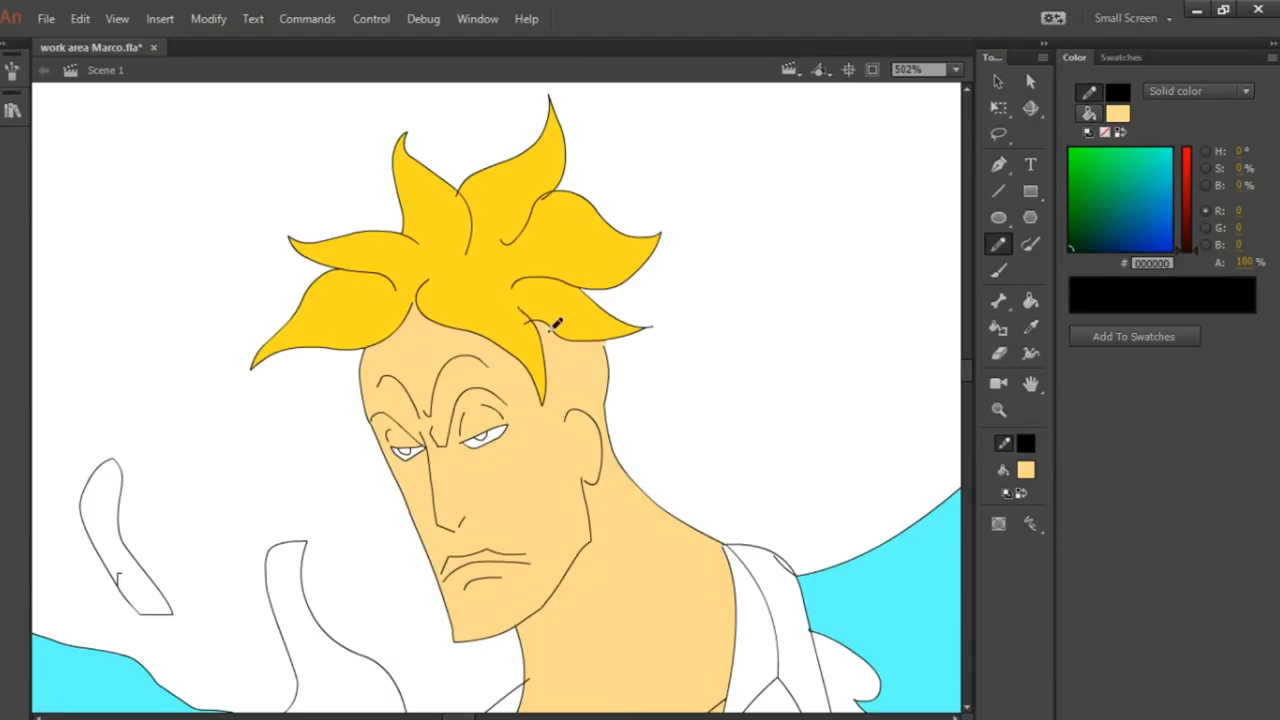 An File Edit View Insert Modify Text Commands Control Debug Window Help Small Screen
work area Marco.fla* ×
Scene 1 502%
To... Color Swatches
Solid color
T
H: 0 °
S: 0 %
B: 0 %
R: 0
G: 0
B: 0
# 000000 A: 100 %
Add To Swatches